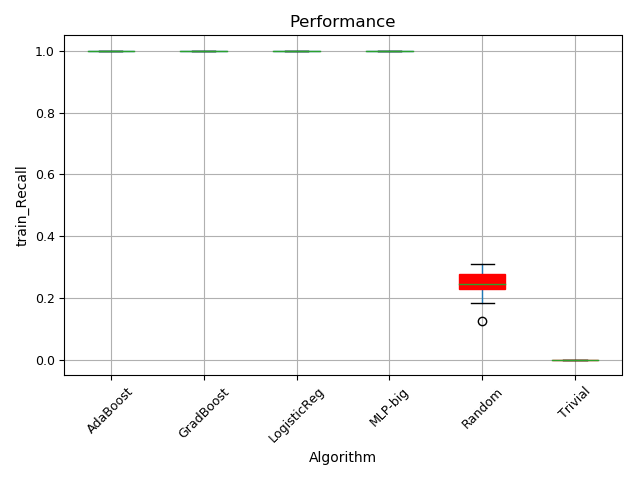 Performance
train_Recall
1.0
0.8
0.6
0.4
0.2
0.0
AdaBoost
GradBoost
LogisticReg
MLP-big
Random
Trivial
Algorithm